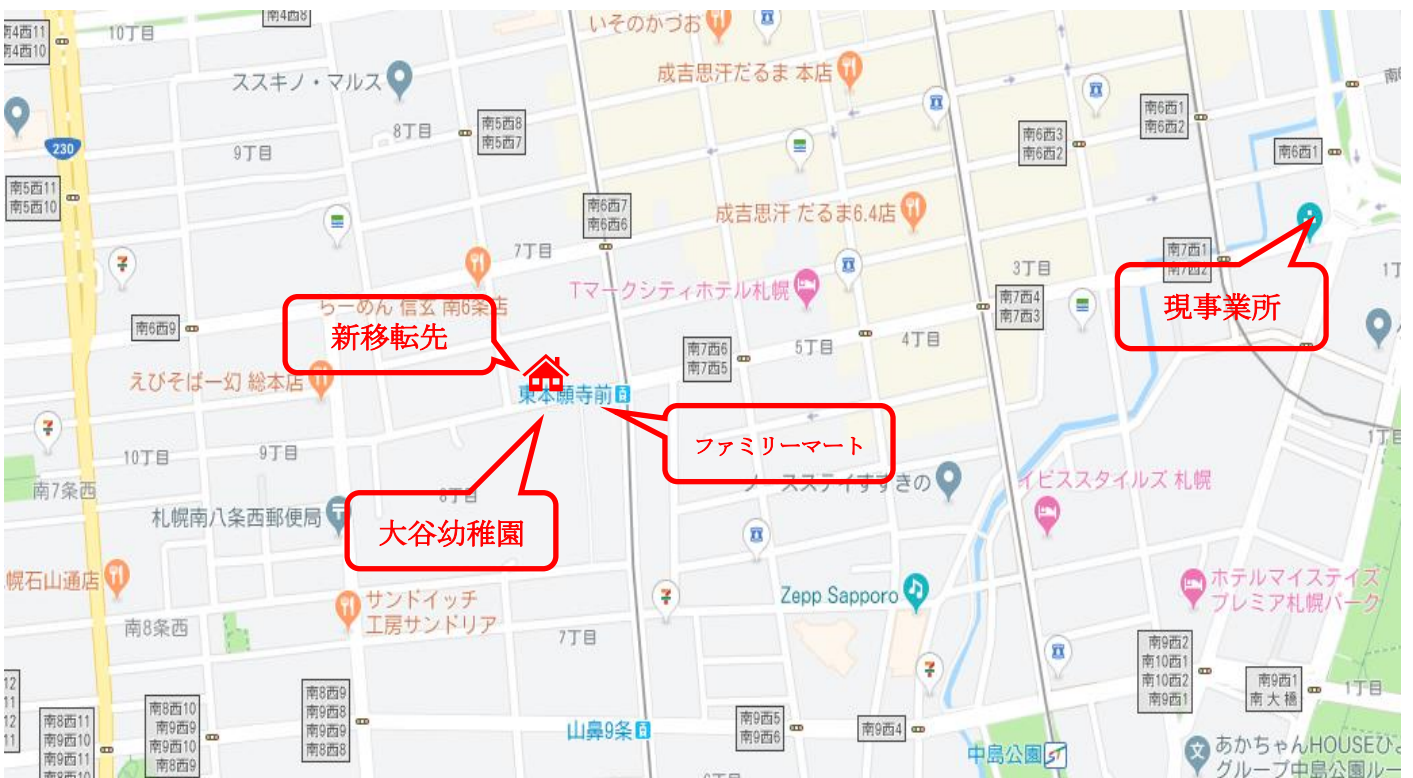 南4西11
南4西10
10丁目
南4西8
いそのかづお
ススキノ・マルス
成吉思汗だるま 本店
8丁目
南5西8
南5西7
南6西3
南6西2
南6西1
南6西2
南6西1
230
9丁目
南5西11
南5西10
南6西7
南6西6
成吉思汗 だるま6.4店
7丁目
3丁目
南7西1
南7西2
Tマークシティホテル札幌
らーめん 信玄 南6条店
南6西9
新移転先
南7西4
南7西3
現事業所
南7西6
南7西5
5丁目
4丁目
えびそば一幻 総本店
東本願寺前
ファミリーマート
10丁目
9丁目
1丁目
南7条西
6丁目
ノースステイすすきの
イビススタイルズ 札幌
札幌南八条西郵便局
大谷幼稚園
幌石山通店
サンドイッチ
工房サンドリア
Zepp Sapporo
ホテルマイステイズ
プレミア札幌パーク
南8条西
7丁目
南9西2
南10西1
南10西2
南9西1
南9西1
南大橋
1丁目
12
11
12
11
南8西11
南9西10
南9西11
南8西10
南8西10
南9西9
南9西10
南8西9
南8西9
南9西8
南9西9
南8西8
山鼻9条
南9西5
南9西6
南9西4
中島公園
あかちゃんHOUSEひよ
グループ中島公園ルー